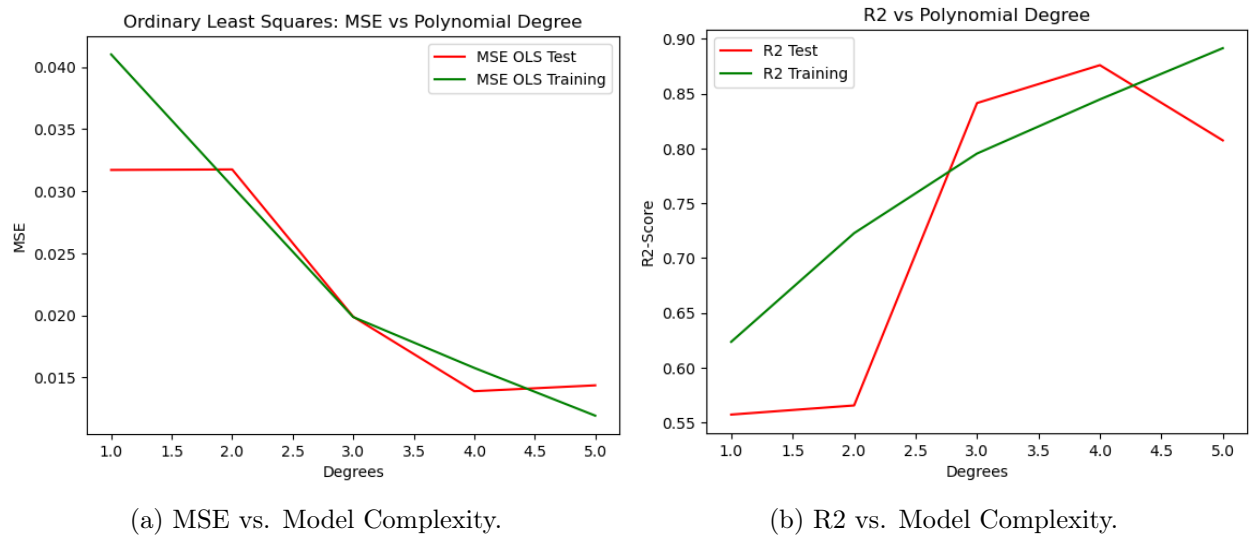 Ordinary Least Squares: MSE vs Polynomial Degree
MSE OLS Test
MSE OLS Training
0.040
0.035
0.030
0.025
0.020
0.015
MSE
1.0 1.5 2.0 2.5 3.0 3.5 4.0 4.5 5.0
Degrees
(a) MSE vs. Model Complexity.
R2 vs Polynomial Degree
R2 Test
R2 Training
0.90
0.85
0.80
0.75
0.70
0.65
0.60
0.55
R2-Score
1.0 1.5 2.0 2.5 3.0 3.5 4.0 4.5 5.0
Degrees
(b) R2 vs. Model Complexity.